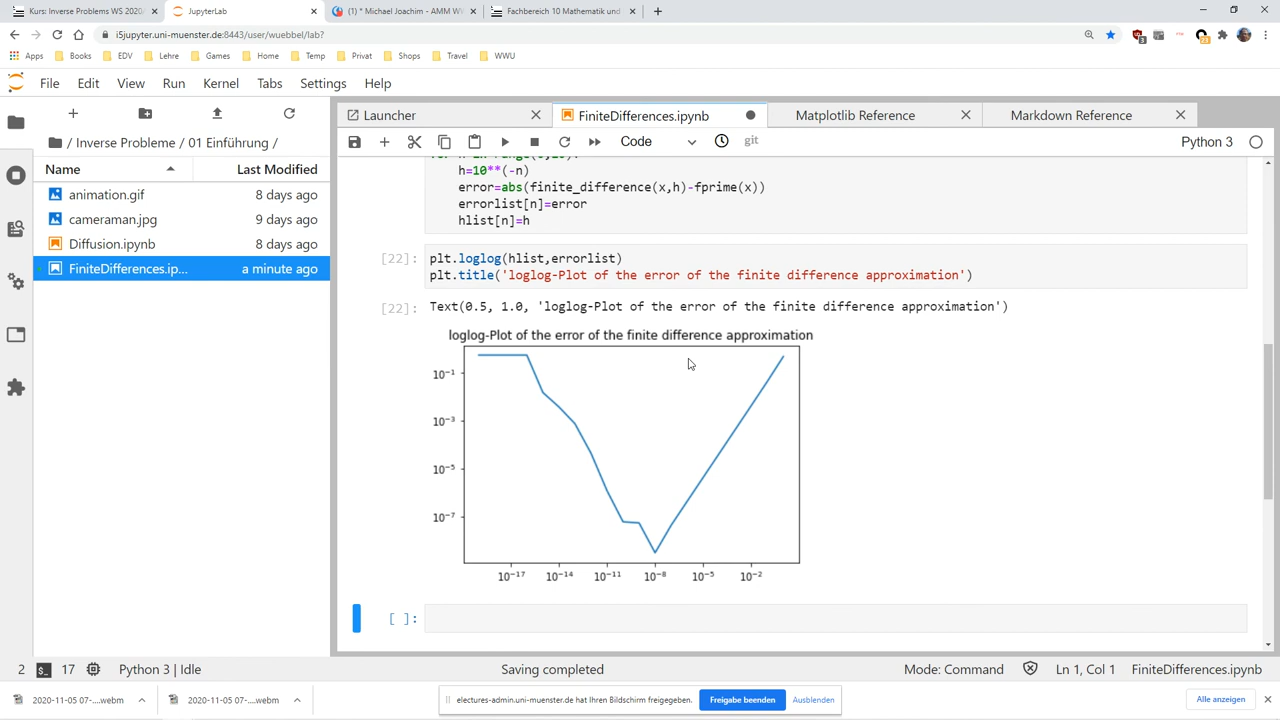 Kurs: Inverse Problems WS 2020/
JupyterLab
(1) * Michael Joachim - AMM W
Fachbereich 10 Mathematik und
i5jupyter.uni-muenster.de:8443/user/wuebbel/lab?
Apps
Books
EDV
Lehre
Games
Home
Temp
Privat
Shops
Travel
WWU
File
Edit
View
Run
Kernel
Tabs
Settings
Help
Launcher
FiniteDifferences.ipynb
Matplotlib Reference
Markdown Reference
/ Inverse Probleme / 01 Einführung /
Code
git
Python 3
Name
Last Modified
animation.gif
8 days ago
cameraman.jpg
9 days ago
Diffusion.ipynb
8 days ago
FiniteDifferences.ip...
a minute ago
h=10**(-n)
error=abs(finite_difference(x,h)-fprime(x))
errorlist[n]=error
hlist[n]=h
[22]:
plt.loglog(hlist,errorlist)
plt.title('loglog-Plot of the error of the finite difference approximation')
[22]:
Text(0.5, 1.0, 'loglog-Plot of the error of the finite difference approximation')
loglog-Plot of the error of the finite difference approximation
10⁻¹
10⁻³
10⁻⁵
10⁻⁷
10⁻¹⁷ 10⁻¹⁴ 10⁻¹¹ 10⁻⁸ 10⁻⁵ 10⁻²
[ ]:
2
17
Python 3 | Idle
Saving completed
Mode: Command
Ln 1, Col 1
FiniteDifferences.ipynb
2020-11-05 07-....webm
2020-11-05 07-....webm
electures-admin.uni-muenster.de hat Ihren Bildschirm freigegeben.
Freigabe beenden
Ausblenden
Alle anzeigen